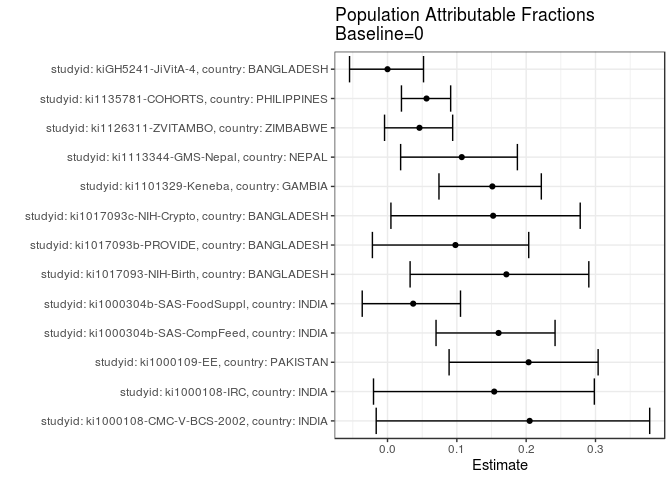 Population Attributable Fractions
Baseline=0
studyid: kiGH5241-JiVitA-4, country: BANGLADESH
studyid: ki1135781-COHORTS, country: PHILIPPINES
studyid: ki1126311-ZVITAMBO, country: ZIMBABWE
studyid: ki1113344-GMS-Nepal, country: NEPAL
studyid: ki1101329-Keneba, country: GAMBIA
studyid: ki1017093c-NIH-Crypto, country: BANGLADESH
studyid: ki1017093b-PROVIDE, country: BANGLADESH
studyid: ki1017093-NIH-Birth, country: BANGLADESH
studyid: ki1000304b-SAS-FoodSuppl, country: INDIA
studyid: ki1000304b-SAS-CompFeed, country: INDIA
studyid: ki1000109-EE, country: PAKISTAN
studyid: ki1000108-IRC, country: INDIA
studyid: ki1000108-CMC-V-BCS-2002, country: INDIA
0.0 0.1 0.2 0.3
Estimate